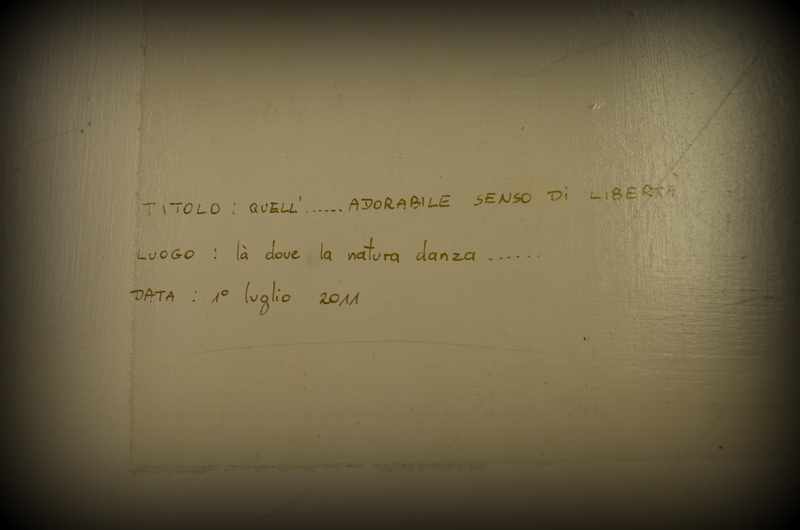 TITOLO : QUELL'......ADORABILE SENSO Di LIBERTÀ
LUOGO : là dove la natura danza ......
DATA : 1° luglio 2011